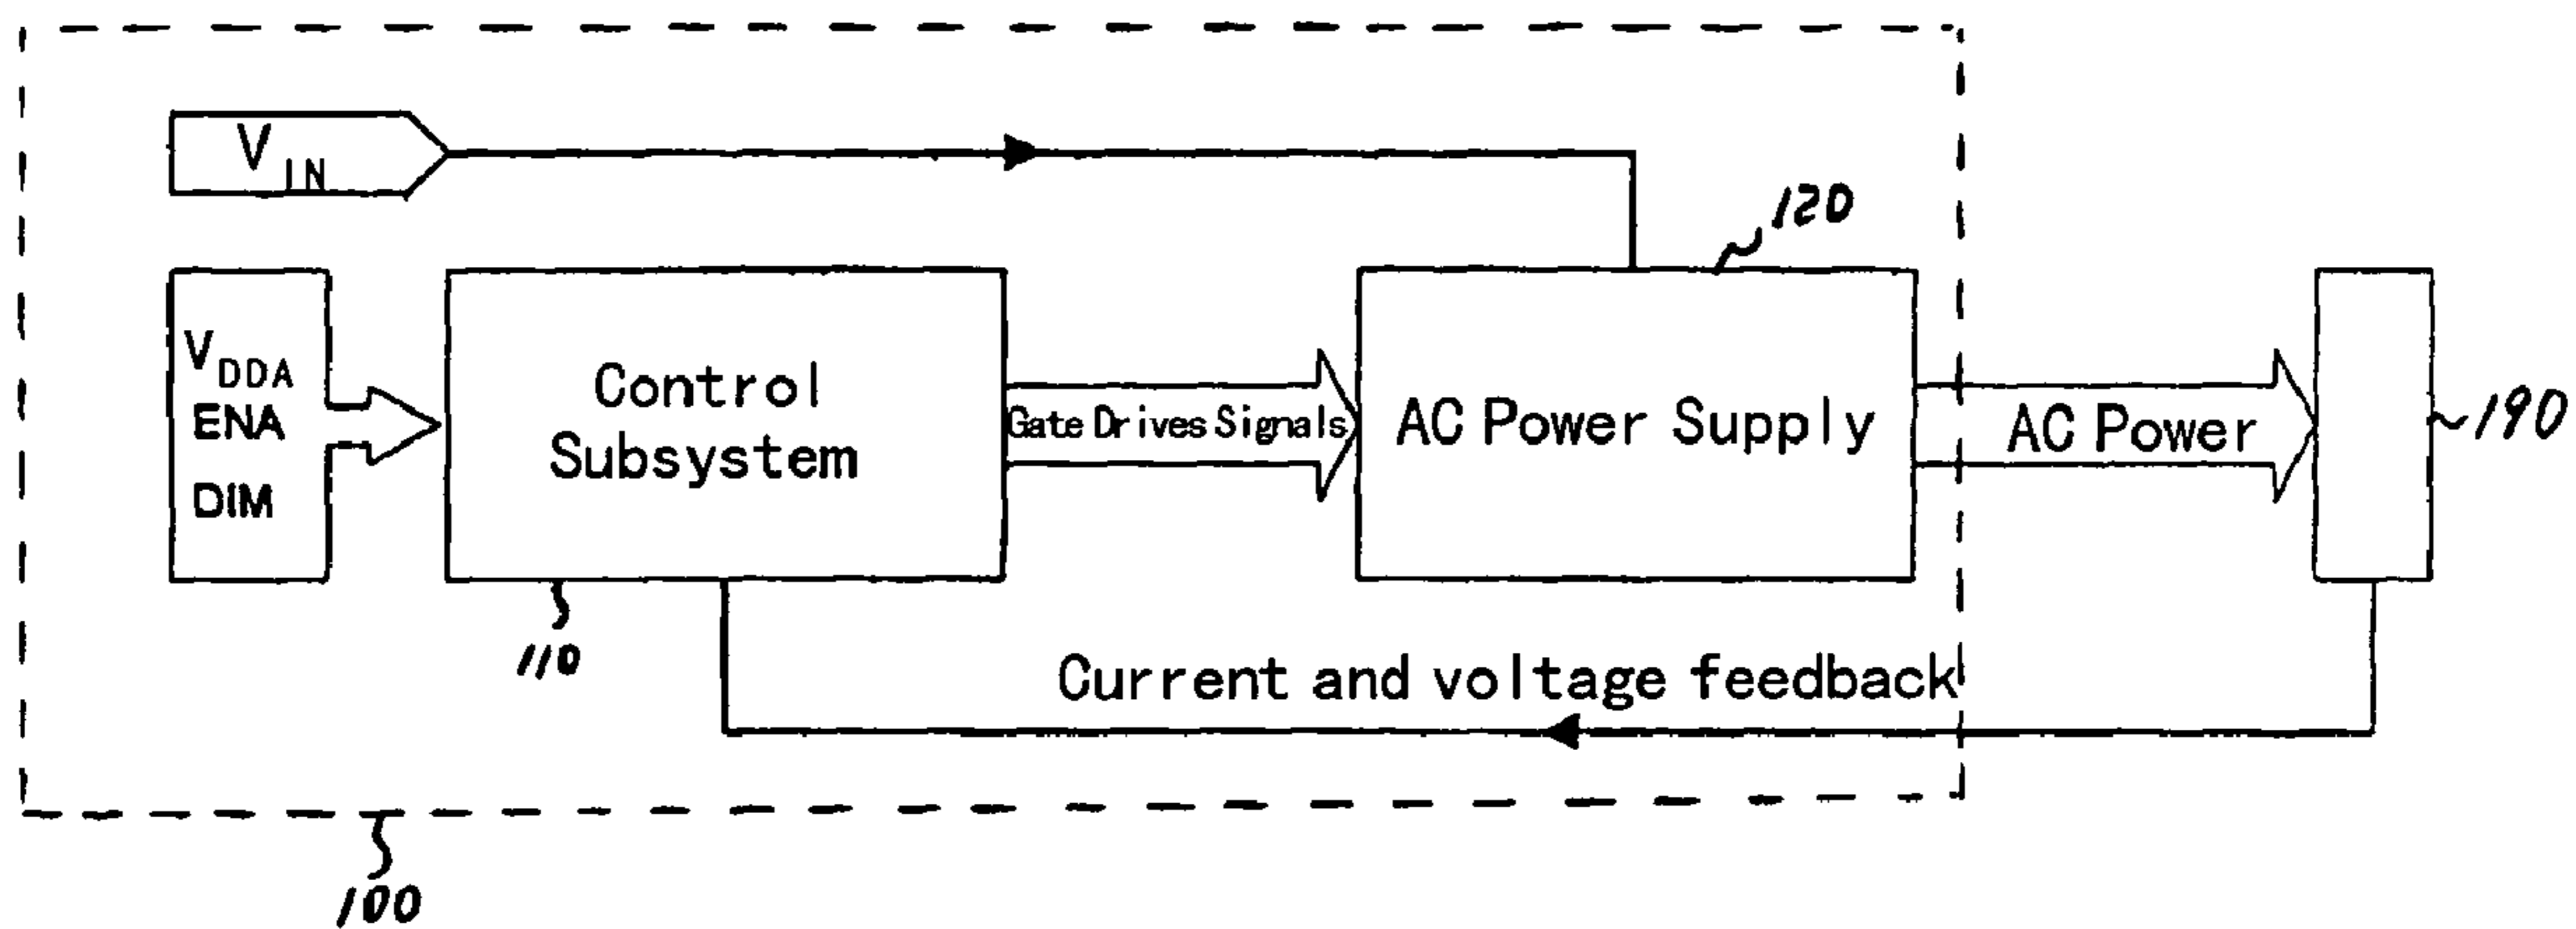 V IN
120
V DDA
ENA
DIM
Control
Subsystem
Gate Drives Signals
AC Power Supply
AC Power
190
110
Current and voltage feedback
100